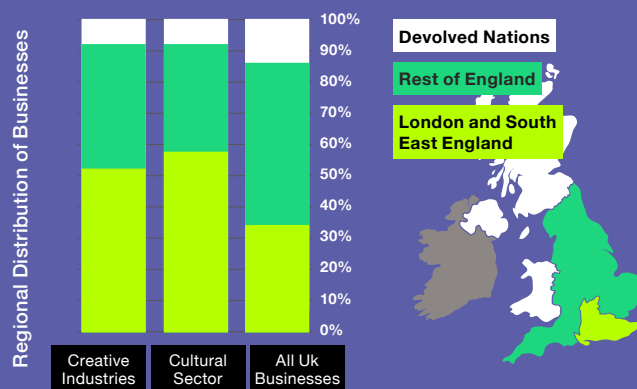 Regional Distribution of Businesses
100%
90%
80%
70%
60%
50%
40%
30%
20%
10%
0%
Creative
Industries
Cultural
Sector
All Uk
Businesses
Devolved Nations
Rest of England
London and South
East England